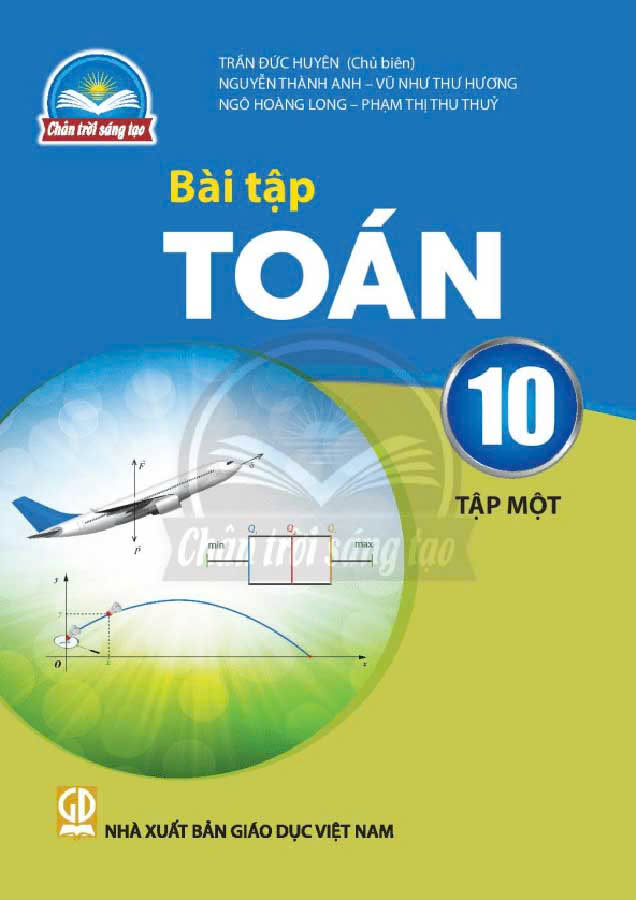 TRẦN ĐỨC HUYÊN (Chủ biên)
NGUYỄN THÀNH ANH – VŨ NHƯ THƯ HƯƠNG
NGÔ HOÀNG LONG – PHẠM THỊ THU THUỶ
Chân trời sáng tạo
Bài tập
TOÁN
10
TẬP MỘT
Chân trời sáng tạo
min
max
y
7
O
x
GD
NHÀ XUẤT BẢN GIÁO DỤC VIỆT NAM